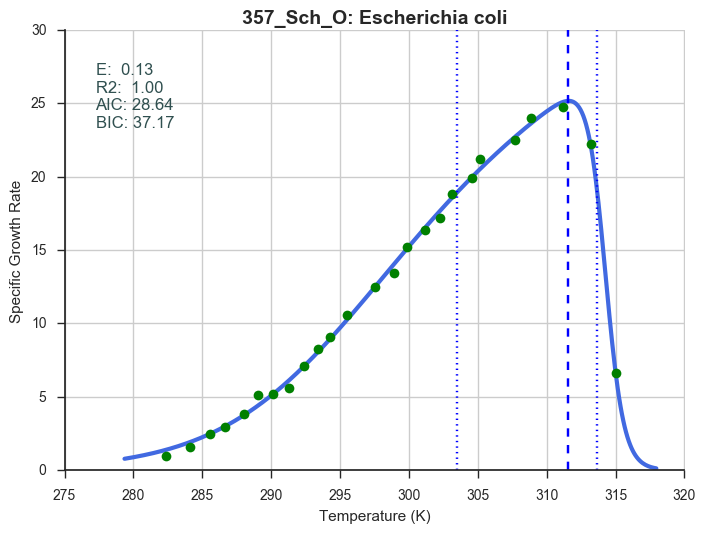 357_Sch_O: Escherichia coli
E:  0.13
R2:  1.00
AIC: 28.64
BIC: 37.17
Specific Growth Rate
30
25
20
15
10
5
0
275 280 285 290 295 300 305 310 315 320
Temperature (K)